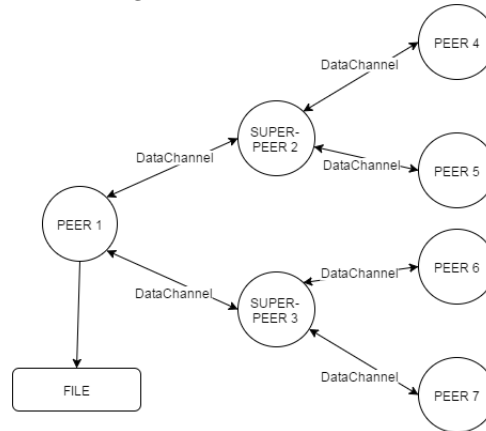 PEER 4
DataChannel
SUPER-
PEER 2
DataChannel
DataChannel
PEER 5
PEER 1
PEER 6
DataChannel
DataChannel
SUPER-
PEER 3
DataChannel
PEER 7
FILE